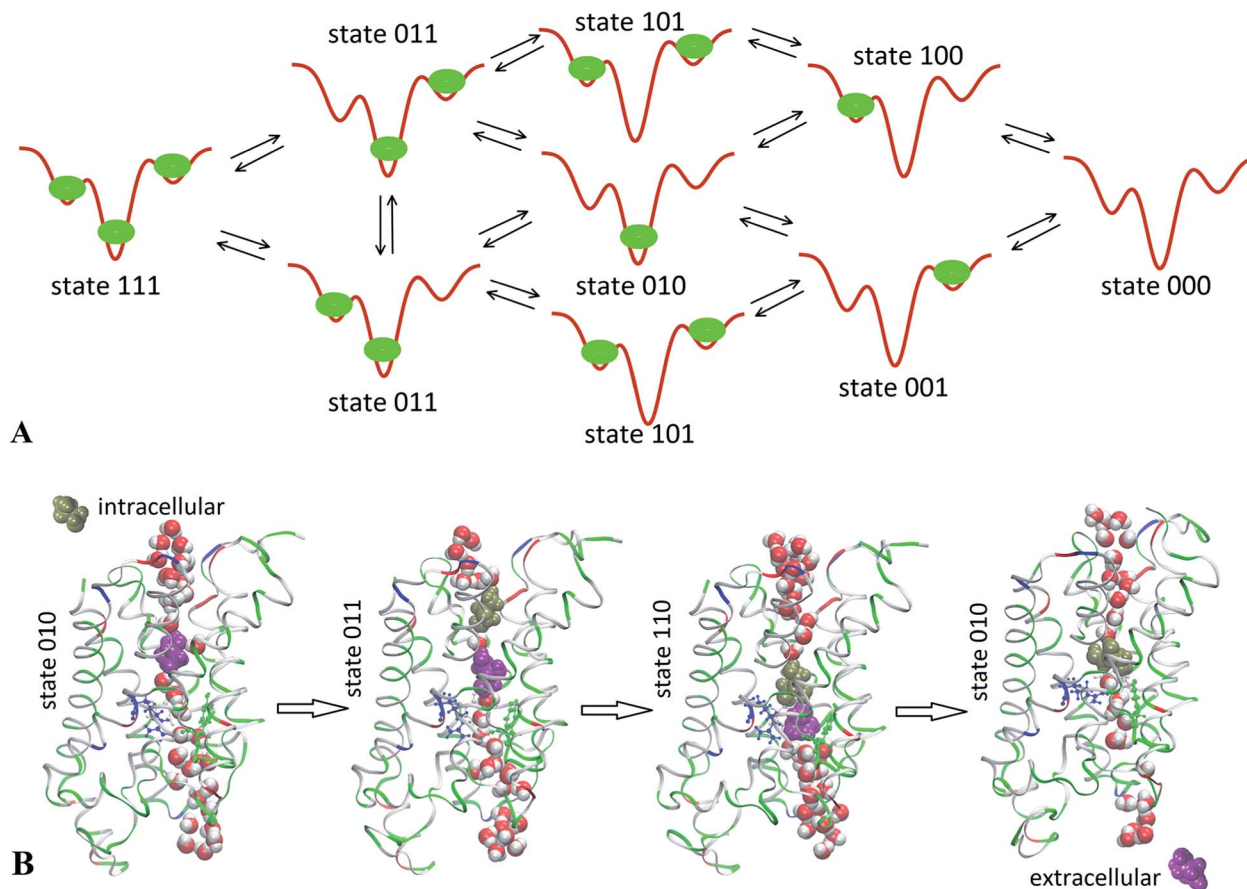 state 011
state 101
state 100
state 111
state 010
state 000
state 011
state 101
state 001
A
intracellular
state 010
state 011
state 110
state 010
B
extracellular